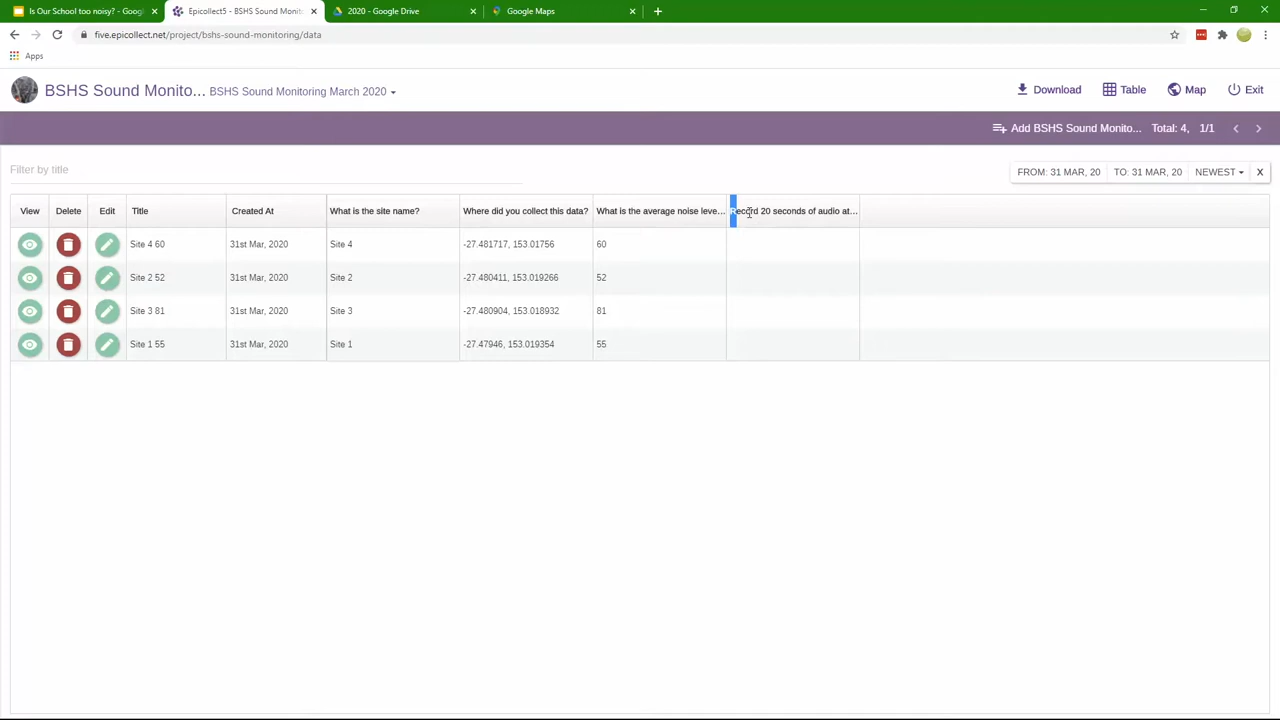 Is Our School too noisy? - Googl
Epicollect5 - BSHS Sound Monito
2020 - Google Drive
Google Maps
five.epicollect.net/project/bshs-sound-monitoring/data
Apps
BSHS Sound Monito... BSHS Sound Monitoring March 2020
Download Table Map Exit
Add BSHS Sound Monito... Total: 4, 1/1
Filter by title
FROM: 31 MAR, 20 TO: 31 MAR, 20 NEWEST X
View Delete Edit Title Created At What is the site name? Where did you collect this data? What is the average noise leve... Record 20 seconds of audio at...
Site 4 60 31st Mar, 2020 Site 4 -27.481717, 153.01756 60
Site 2 52 31st Mar, 2020 Site 2 -27.480411, 153.019266 52
Site 3 81 31st Mar, 2020 Site 3 -27.480904, 153.018932 81
Site 1 55 31st Mar, 2020 Site 1 -27.47946, 153.019354 55